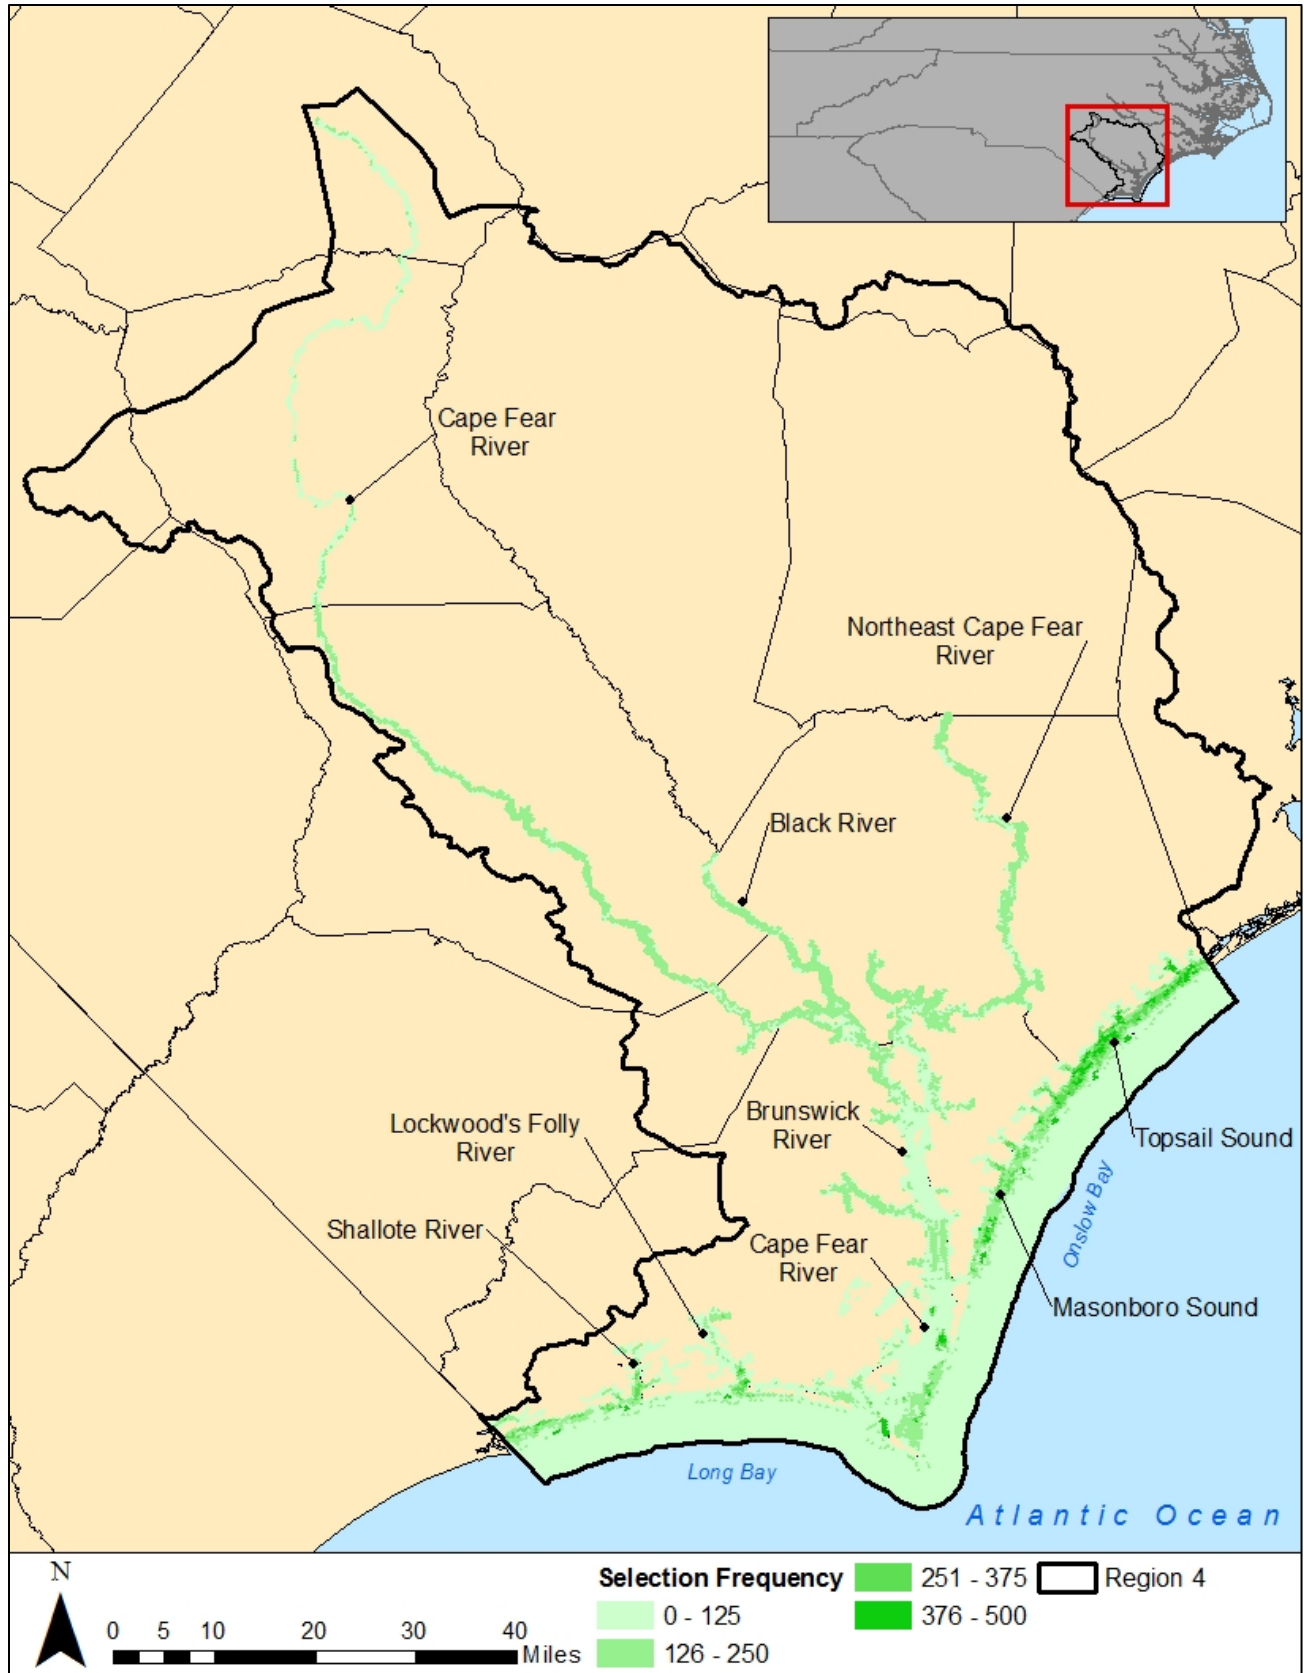 Cape Fear
River
Northeast Cape Fear
River
Black River
Brunswick
River
Lockwood's Folly
River
Topsail Sound
Onslow Bay
Shallote River
Cape Fear
River
Masonboro Sound
Long Bay
Atlantic Ocean
N
0 5 10 20 30 40
Miles
Selection Frequency
0 - 125
126 - 250
251 - 375
376 - 500
Region 4